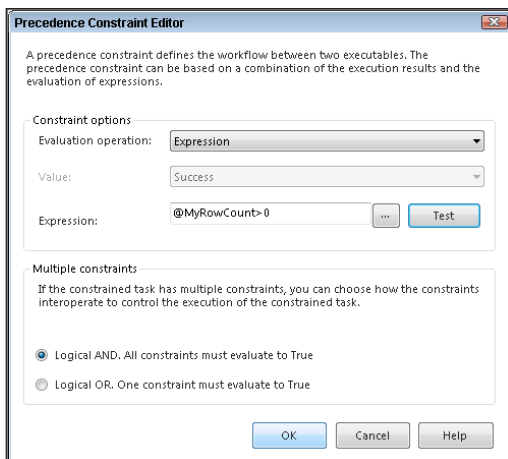 Precedence Constraint Editor
A precedence constraint defines the workflow between two executables. The
precedence constraint can be based on a combination of the execution results and the
evaluation of expressions.
Constraint options
Evaluation operation: Expression
Value: Success
Expression: @MyRowCount>0 ... Test
Multiple constraints
If the constrained task has multiple constraints, you can choose how the constraints
interoperate to control the execution of the constrained task.
Logical AND. All constraints must evaluate to True
Logical OR. One constraint must evaluate to True
OK Cancel Help